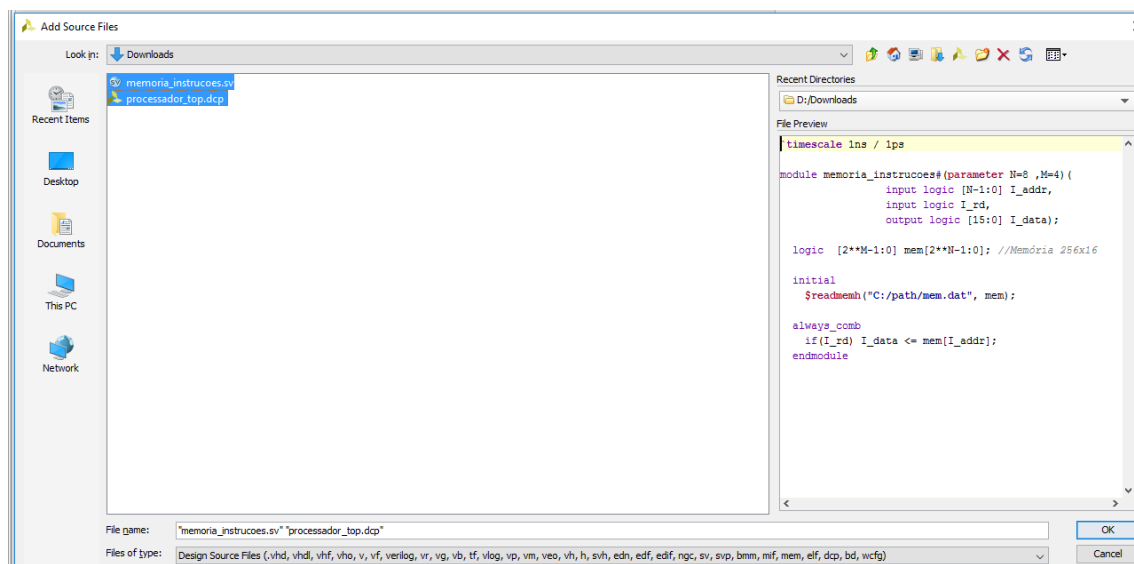 Add Source Files
Look in: Downloads
Recent Items
Desktop
Documents
This PC
Network
memoria_instrucoes.sv
processador_top.dcp
Recent Directories
D:/Downloads
File Preview
`timescale 1ns / 1ps
module memoria_instrucoes#(parameter N=8 ,M=4)(
input logic [N-1:0] I_addr,
input logic I_rd,
output logic [15:0] I_data);
logic [2**M-1:0] mem[2**N-1:0]; //Memória 256x16
initial
$readmemh("C:/path/mem.dat", mem);
always_comb
if(I_rd) I_data <= mem[I_addr];
endmodule
File name: "memoria_instrucoes.sv" "processador_top.dcp"
OK
Files of type: Design Source Files (.vhd, vhdl, vhf, vho, v, vf, verilog, vr, vg, vb, tf, vlog, vp, vm, veo, vh, h, svh, edn, edf, edif, ngc, sv, svp, bmm, mif, mem, elf, dcp, bd, wcfg)
Cancel